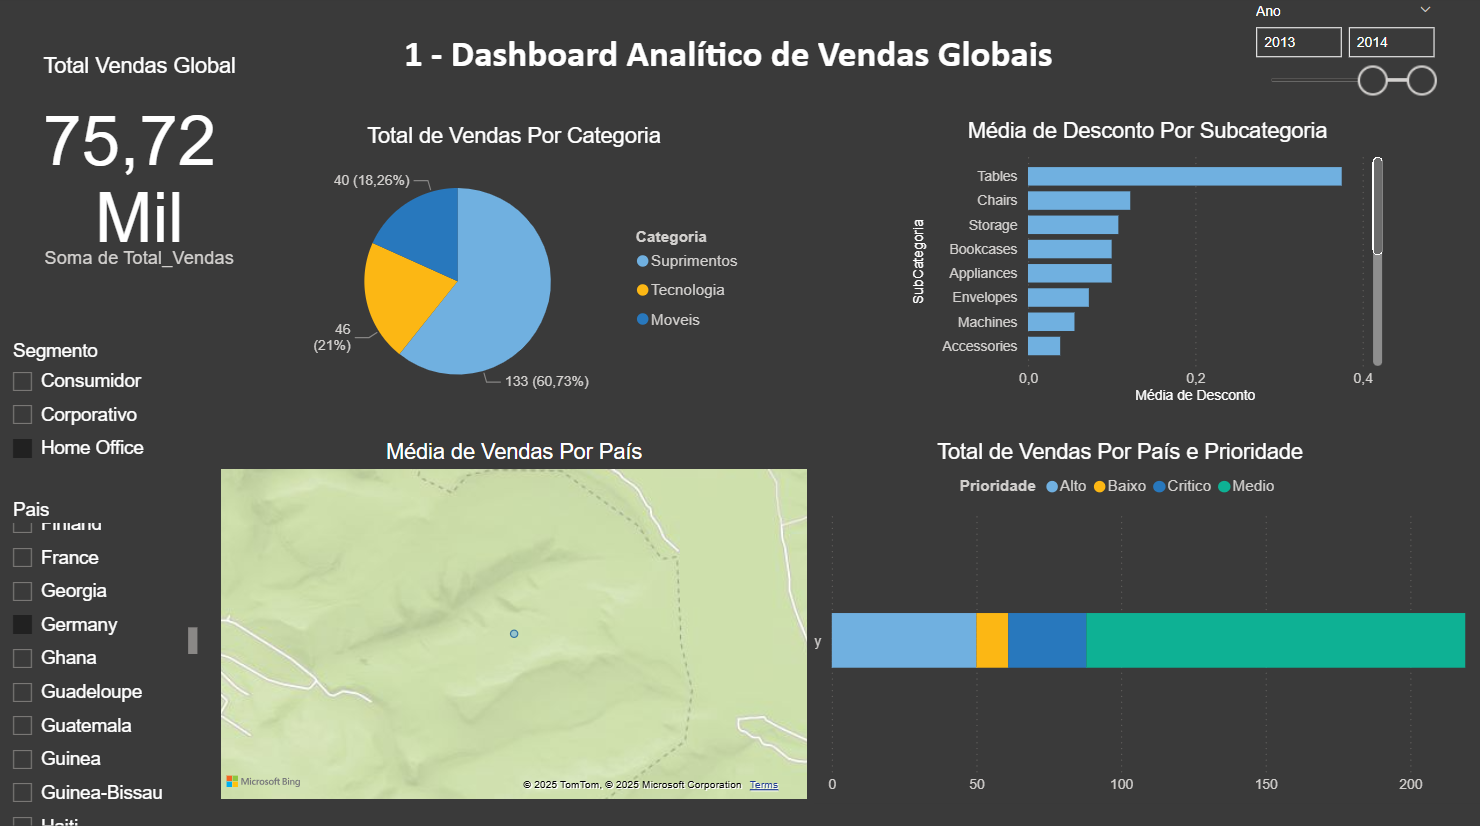 1 - Dashboard Analítico de Vendas Globais
Ano
2013
2014
Total Vendas Global
75,72
Mil
Soma de Total_Vendas
Total de Vendas Por Categoria
40 (18,26%)
46
(21%)
133 (60,73%)
Categoria
Suprimentos
Tecnologia
Moveis
Média de Desconto Por Subcategoria
SubCategoria
Tables
Chairs
Storage
Bookcases
Appliances
Envelopes
Machines
Accessories
0,0
0,2
0,4
Média de Desconto
Segmento
Consumidor
Corporativo
Home Office
Pais
Finland
France
Georgia
Germany
Ghana
Guadeloupe
Guatemala
Guinea
Guinea-Bissau
Haiti
Média de Vendas Por País
Microsoft Bing
© 2025 TomTom, © 2025 Microsoft Corporation Terms
Total de Vendas Por País e Prioridade
Prioridade Alto Baixo Critico Medio
y
0
50
100
150
200